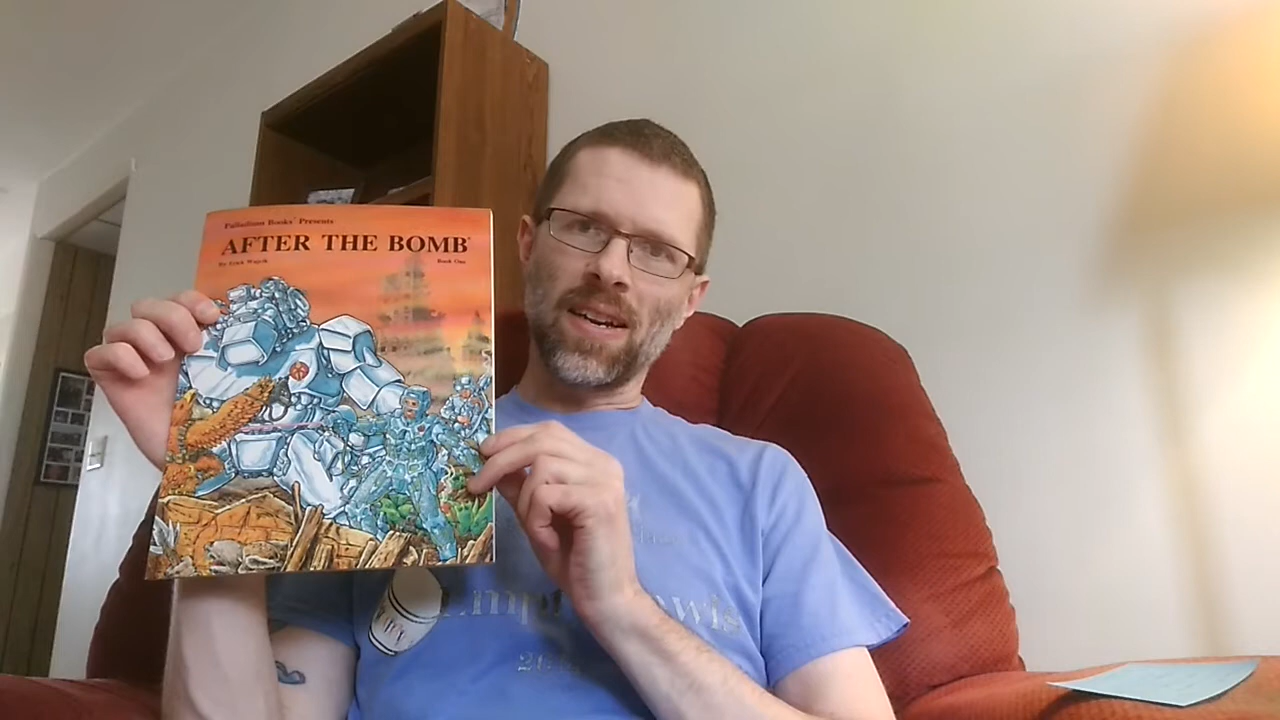 Palladium Books® Presents
AFTER THE BOMB®
By Erick Wujcik
Book One